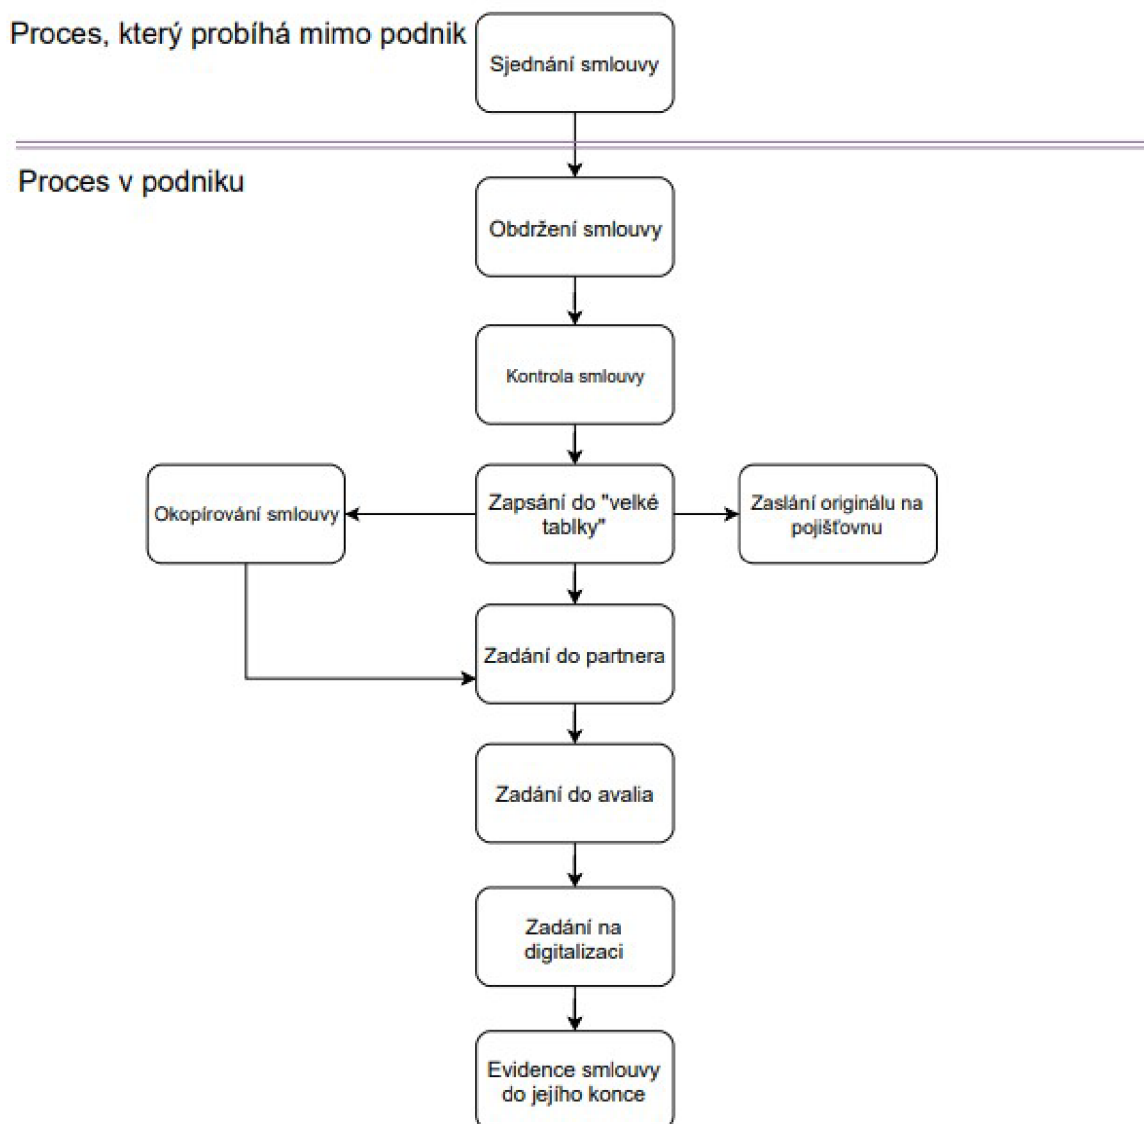 Proces, který probíhá mimo podnik
Sjednání smlouvy
Proces v podniku
Obdržení smlouvy
Kontrola smlouvy
Okopírování smlouvy
Zapsání do "velké
tablky"
Zaslání originálu na
pojišťovnu
Zadání do partnera
Zadání do avalia
Zadání na
digitalizaci
Evidence smlouvy
do jejího konce